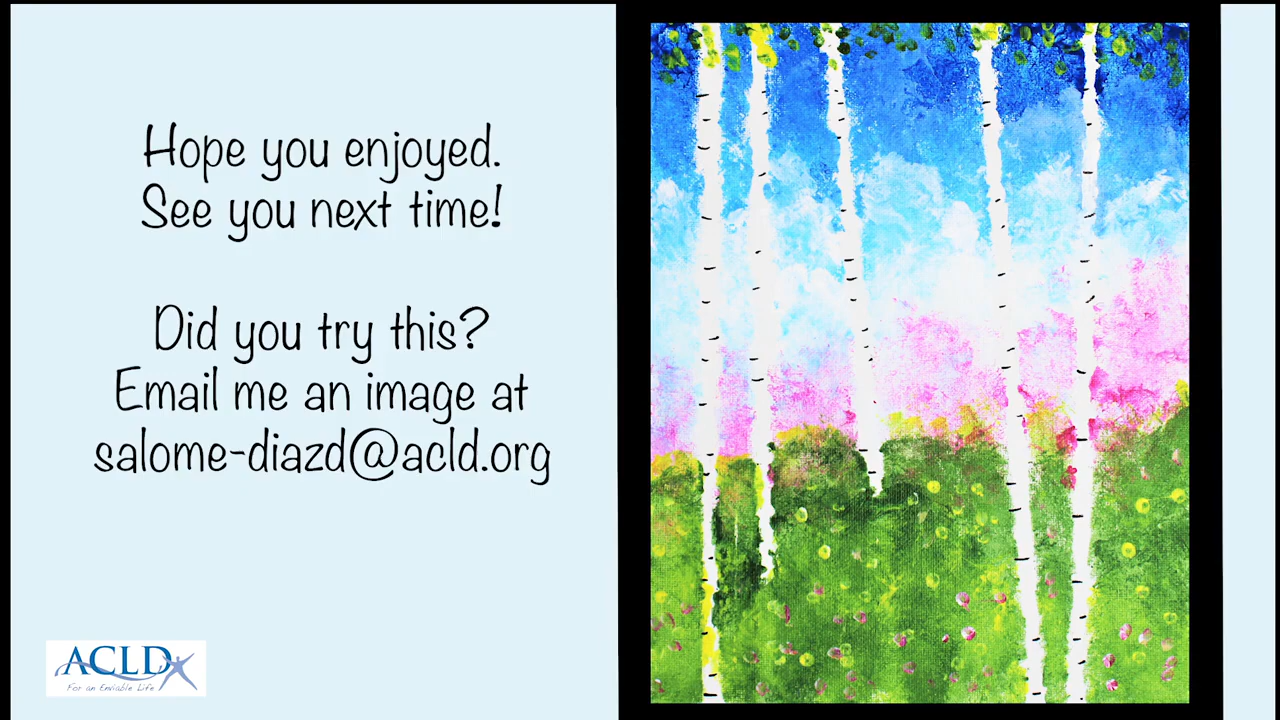 Hope you enjoyed.
See you next time!
Did you try this?
Email me an image at
salome-diazd@acld.org
ACLD
For an Enviable Life